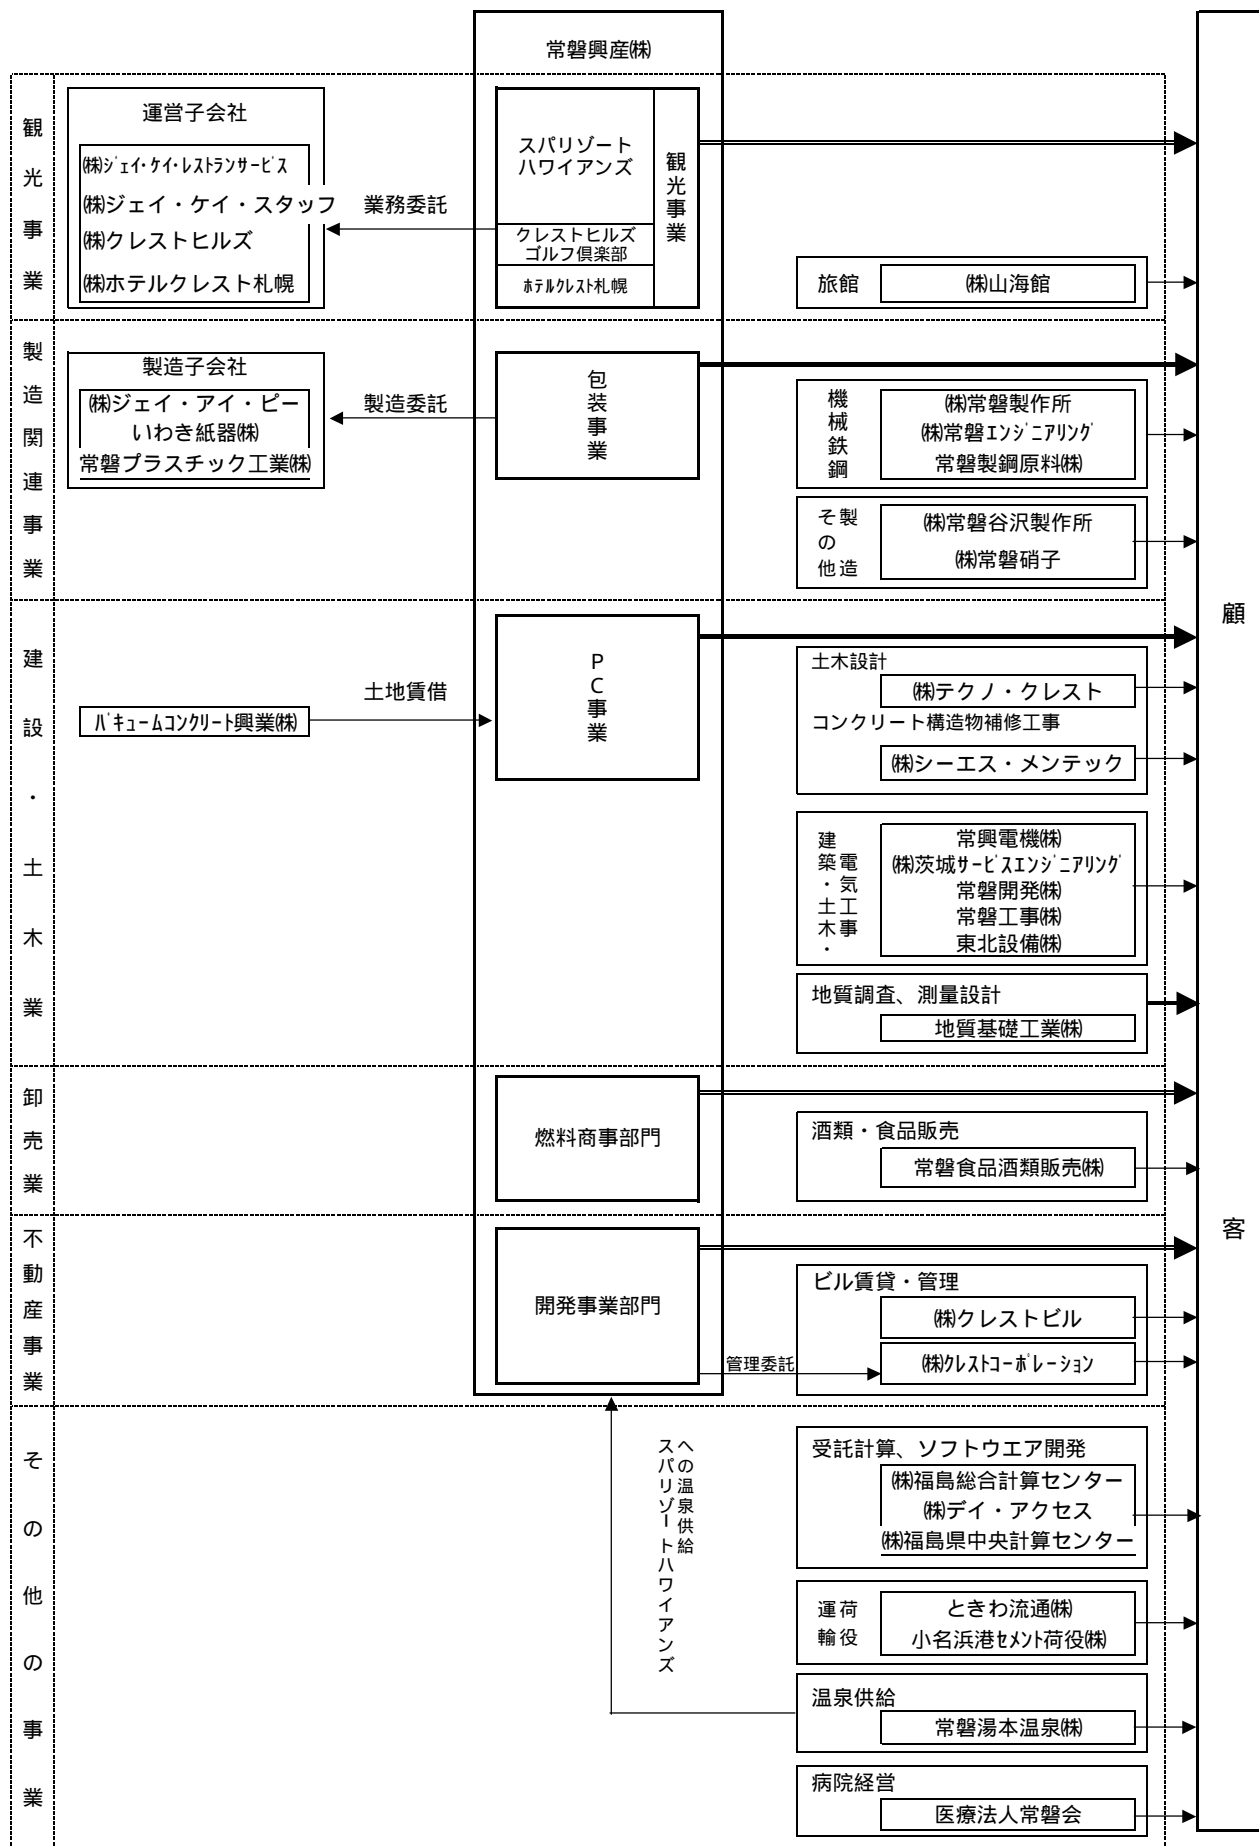 常磐興産㈱
観光事業
運営子会社
㈱ｼﾞｪｲ･ｹｲ･ﾚｽﾄﾗﾝｻｰﾋﾞｽ
㈱ジェイ・ケイ・スタッフ
㈱クレストヒルズ
㈱ホテルクレスト札幌
業務委託
スパリゾート
ハワイアンズ
クレストヒルズ
ゴルフ倶楽部
ﾎﾃﾙｸﾚｽﾄ札幌
観光事業
旅館
㈱山海館
製造関連事業
製造子会社
㈱ジェイ・アイ・ピー
いわき紙器㈱
常磐プラスチック工業㈱
製造委託
包装事業
機械鉄鋼
㈱常磐製作所
㈱常磐ｴﾝｼﾞﾆｱﾘﾝｸﾞ
常磐製鋼原料㈱
その他
製造
㈱常磐谷沢製作所
㈱常磐硝子
建設・土木業
ﾊﾞｷｭｰﾑｺﾝｸﾘｰﾄ興業㈱
土地賃借
ＰＣ事業
土木設計
㈱テクノ・クレスト
コンクリート構造物補修工事
㈱シーエス・メンテック
建築・土木・
電気工事
常興電機㈱
㈱茨城ｻｰﾋﾞｽｴﾝｼﾞﾆｱﾘﾝｸﾞ
常磐開発㈱
常磐工事㈱
東北設備㈱
地質調査、測量設計
地質基礎工業㈱
卸売業
燃料商事部門
酒類・食品販売
常磐食品酒類販売㈱
不動産事業
開発事業部門
管理委託
ビル賃貸・管理
㈱クレストビル
㈱ｸﾚｽﾄｺｰﾎﾟﾚｰｼｮﾝ
その他の事業
スパリゾートハワイアンズ
への温泉供給
受託計算、ソフトウエア開発
㈱福島総合計算センター
㈱デイ・アクセス
㈱福島県中央計算センター
運輸
荷役
ときわ流通㈱
小名浜港ｾﾒﾝﾄ荷役㈱
温泉供給
常磐湯本温泉㈱
病院経営
医療法人常磐会
顧客